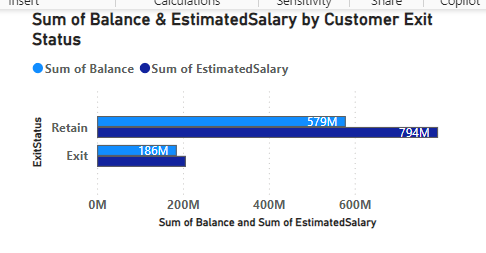 Insert Calculations Sensitivity Share Copilot
Sum of Balance & EstimatedSalary by Customer Exit
Status
Sum of Balance Sum of EstimatedSalary
ExitStatus
Retain 579M
794M
Exit 186M
0M 200M 400M 600M
Sum of Balance and Sum of EstimatedSalary